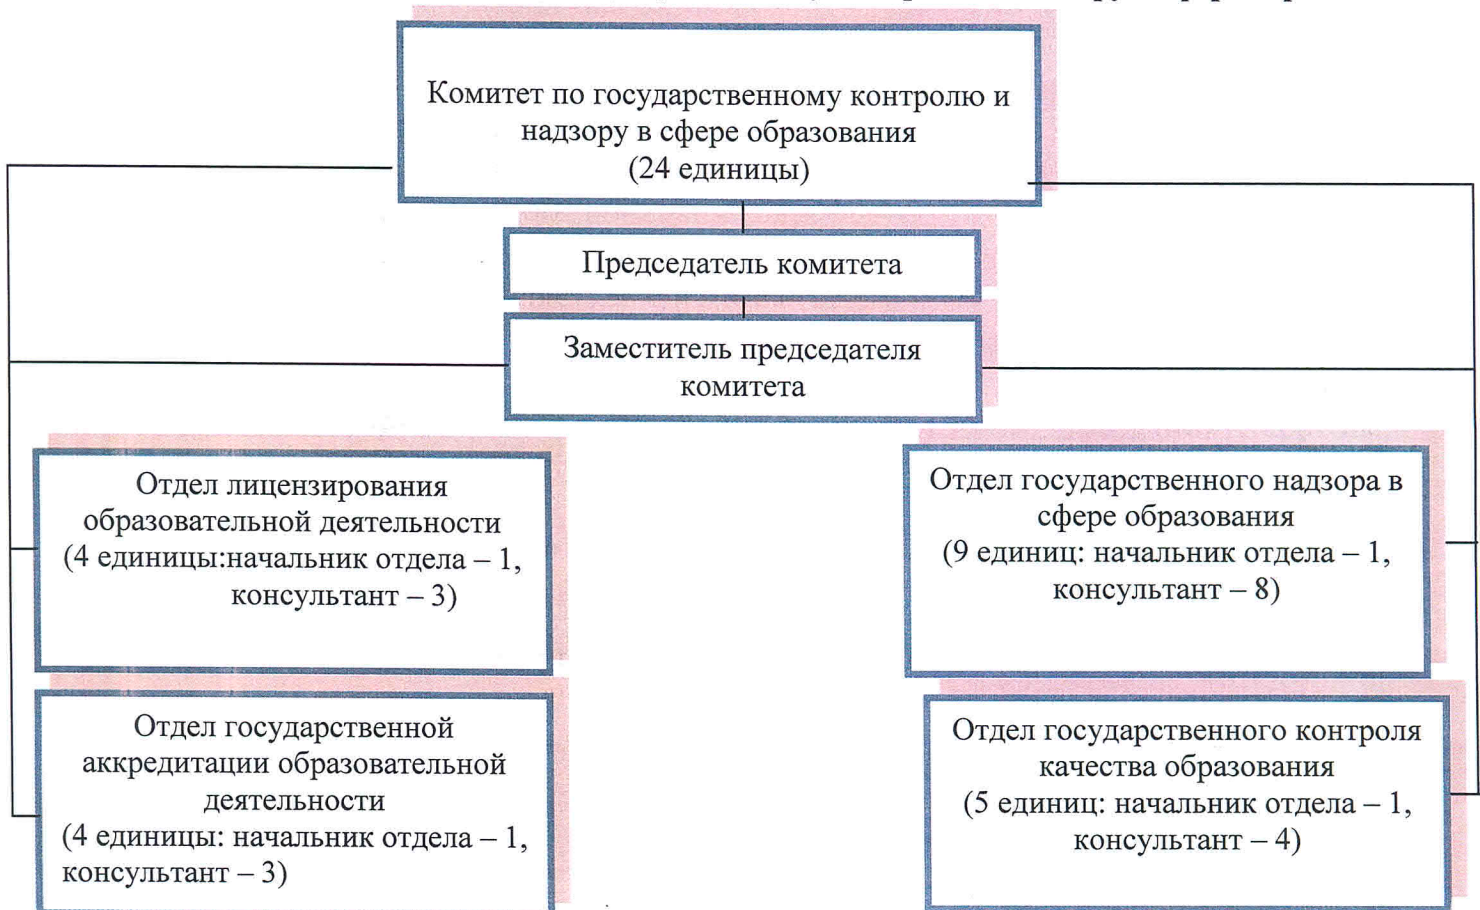 Комитет по государственному контролю и
надзору в сфере образования
(24 единицы)
Председатель комитета
Заместитель председателя
комитета
Отдел лицензирования
образовательной деятельности
(4 единицы:начальник отдела – 1,
консультант – 3)
Отдел государственного надзора в
сфере образования
(9 единиц: начальник отдела – 1,
консультант – 8)
Отдел государственной
аккредитации образовательной
деятельности
(4 единицы: начальник отдела – 1,
консультант – 3)
Отдел государственного контроля
качества образования
(5 единиц: начальник отдела – 1,
консультант – 4)